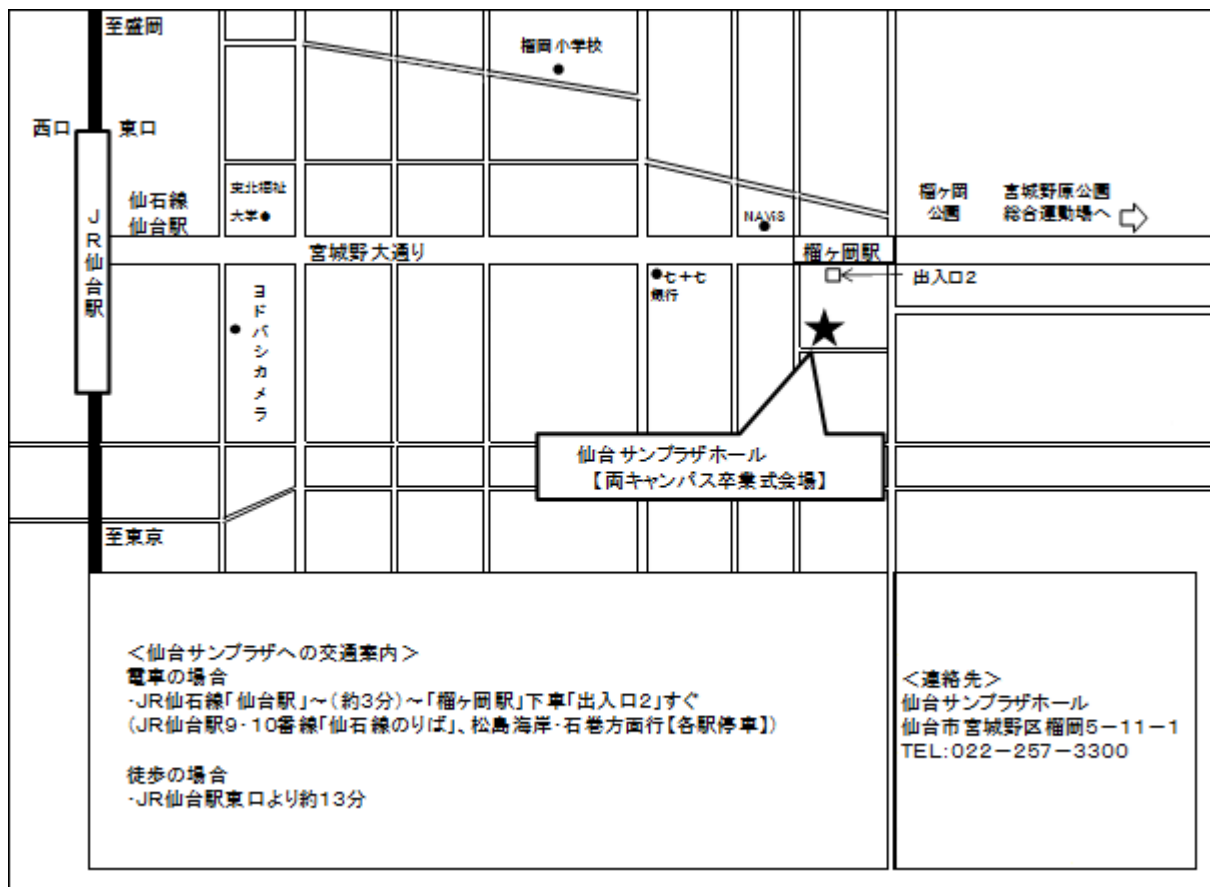 至盛岡
榴岡小学校
西口
東口
JR仙台駅
仙石線
仙台駅
東北福祉
大学●
NAViS
榴ヶ岡
公園
宮城野原公園
総合運動場へ
宮城野大通り
榴ヶ岡駅
出入口2
●七十七
銀行
ヨドバシカメラ
仙台サンプラザホール
【両キャンパス卒業式会場】
至東京
<仙台サンプラザへの交通案内>
電車の場合
・JR仙石線「仙台駅」~(約3分)~「榴ヶ岡駅」下車「出入口2」すぐ
(JR仙台駅9・10番線「仙石線のりば」、松島海岸・石巻方面行【各駅停車】)
徒歩の場合
・JR仙台駅東口より約13分
<連絡先>
仙台サンプラザホール
仙台市宮城野区榴岡5-11-1
TEL:022-257-3300